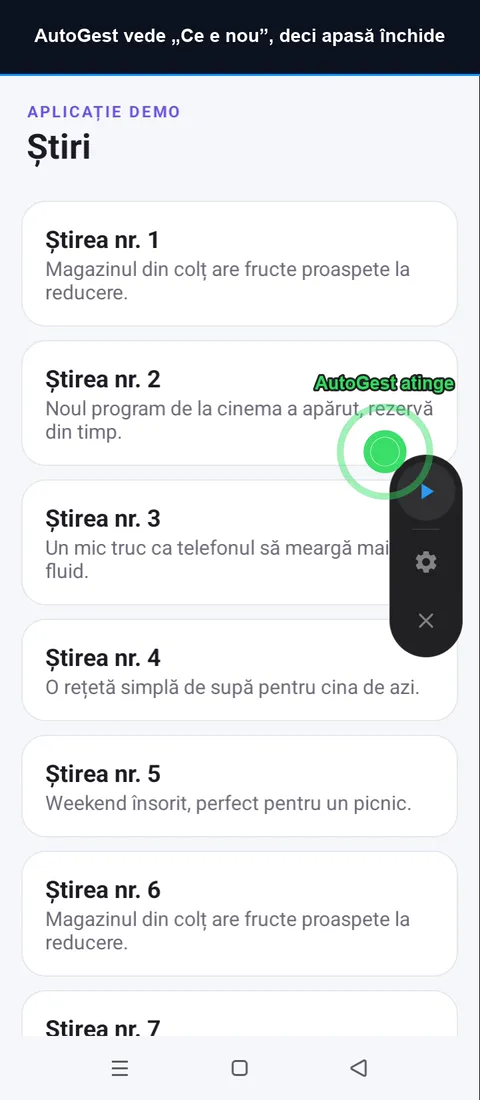 AutoGest vede „Ce e nou”, deci apasă închide
APLICAȚIE DEMO
Știri
Știrea nr. 1
Magazinul din colț are fructe proaspete la
reducere.
Știrea nr. 2
AutoGest atinge
Noul program de la cinema a apărut, rezervă
din timp.
Știrea nr. 3
Un mic truc ca telefonul să meargă mai
fluid.
Știrea nr. 4
O rețetă simplă de supă pentru cina de azi.
Știrea nr. 5
Weekend însorit, perfect pentru un picnic.
Știrea nr. 6
Magazinul din colț are fructe proaspete la
reducere.
Știrea nr. 7